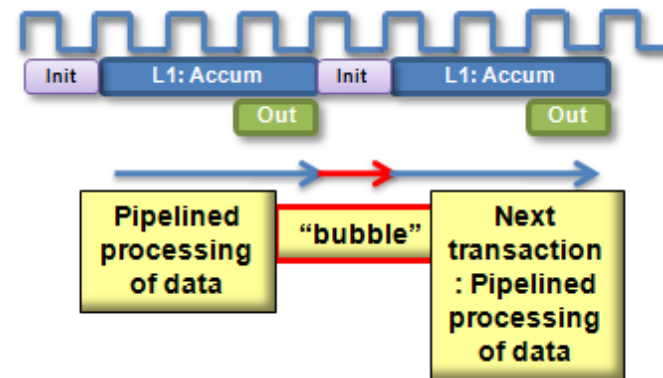 Init
L1: Accum
Init
L1: Accum
Out
Out
Pipelined
processing
of data
“bubble”
Next
transaction
: Pipelined
processing
of data